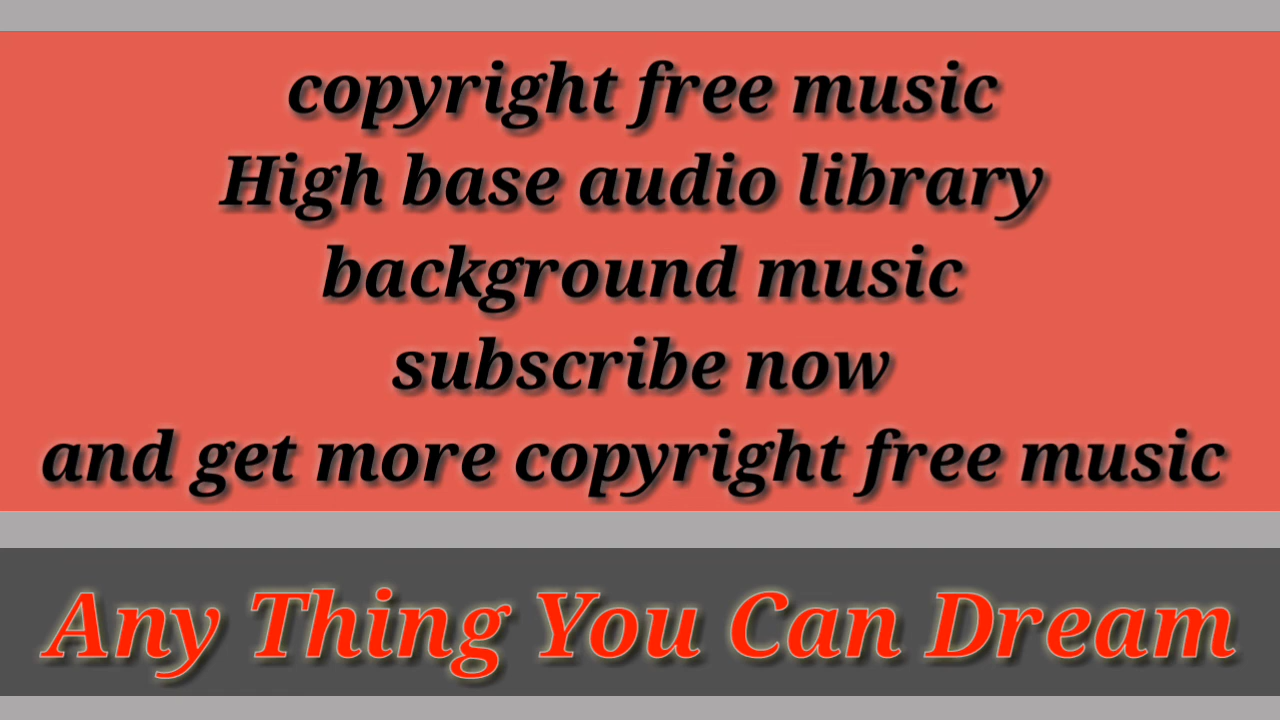 copyright free music
High base audio library
background music
subscribe now
and get more copyright free music
Any Thing You Can Dream